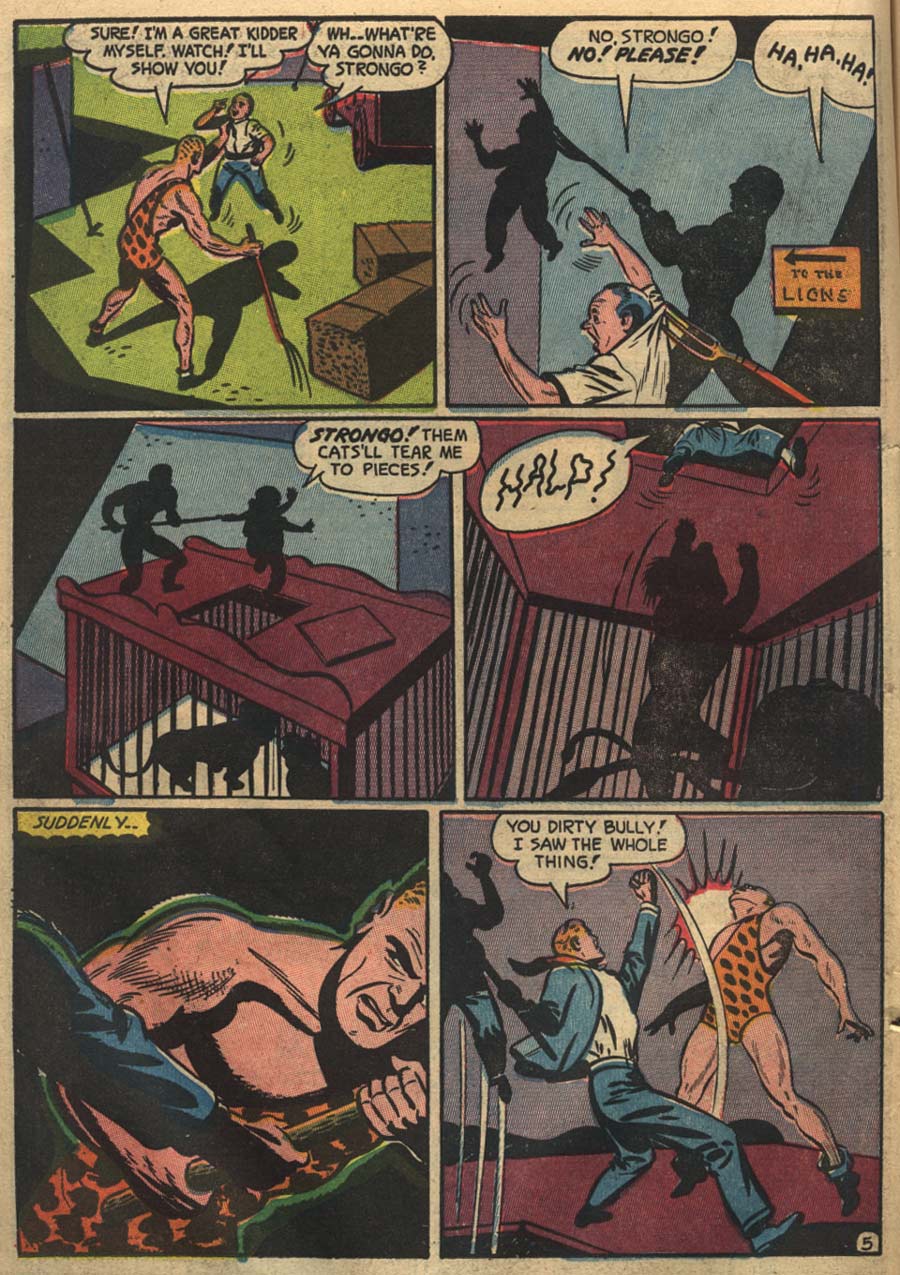 SURE! I'M A GREAT KIDDER
MYSELF. WATCH! I'LL
SHOW YOU!
WH--WHAT'RE
YA GONNA DO,
STRONGO?
NO, STRONGO!
NO! PLEASE!
HA, HA, HA!
TO THE
LIONS
STRONGO! THEM
CATS'LL TEAR ME
TO PIECES!
HALP!
SUDDENLY--
YOU DIRTY BULLY!
I SAW THE WHOLE
THING!
5